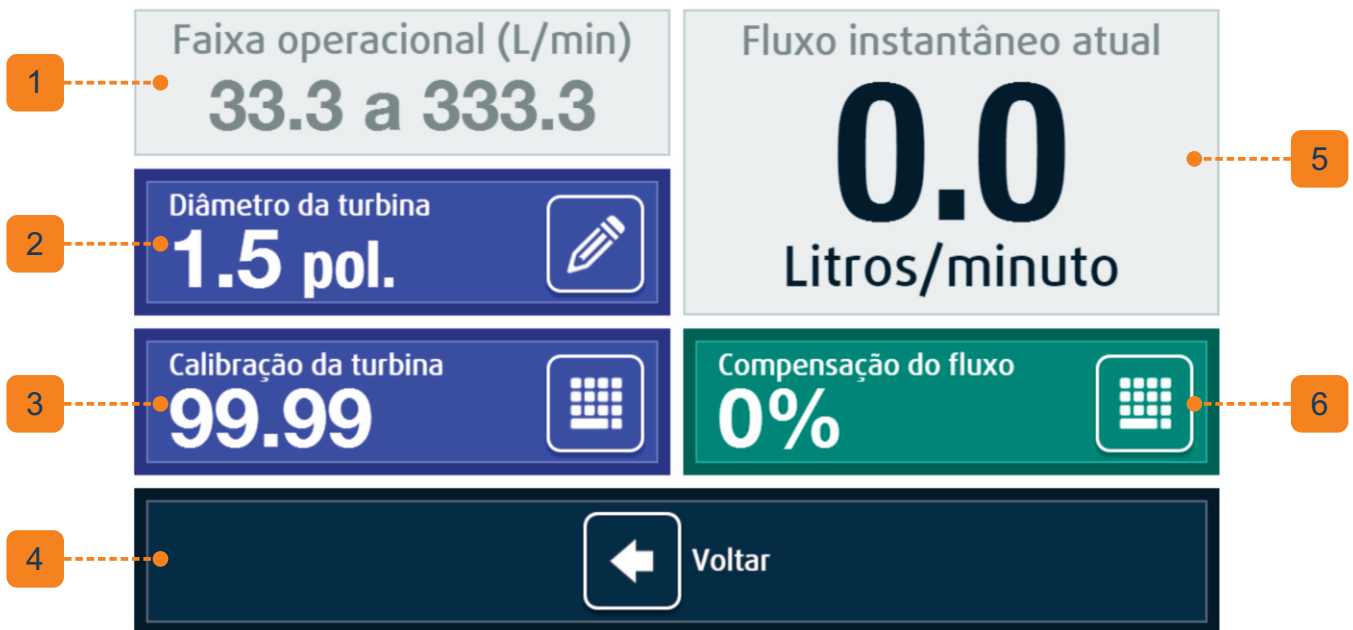 1
Faixa operacional (L/min)
33.3 a 333.3
2
Diâmetro da turbina
1.5 pol.
3
Calibração da turbina
99.99
4
Voltar
Fluxo instantâneo atual
0.0
Litros/minuto
5
Compensação do fluxo
0%
6